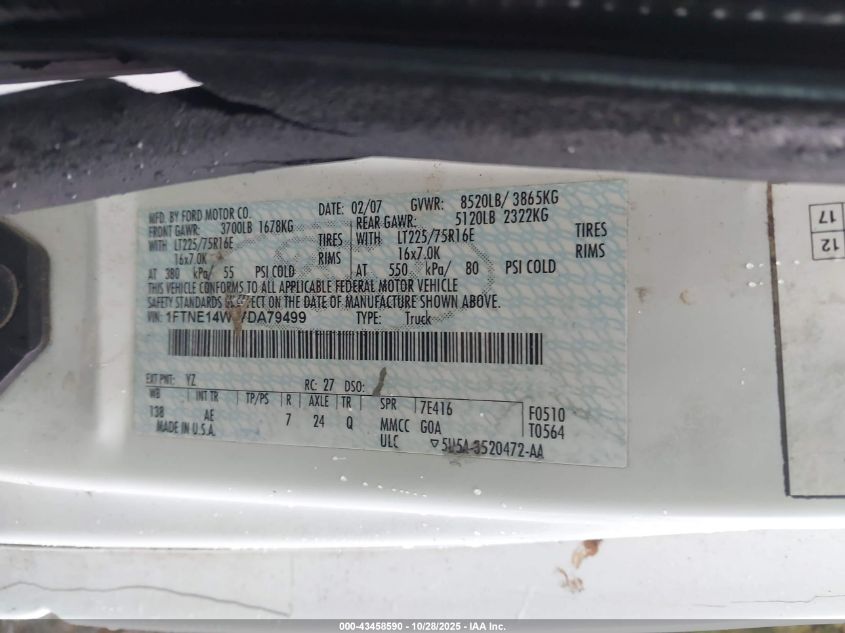 MFD. BY FORD MOTOR CO. DATE: 02/07 GVWR: 8520LB/ 3865KG
FRONT GAWR: 3700LB 1678KG REAR GAWR: 5120LB 2322KG
WITH LT225/75R16E TIRES WITH LT225/75R16E TIRES
16x7.0K RIMS 16x7.0K RIMS
AT 380 kPa/ 55 PSI COLD AT 550 kPa/ 80 PSI COLD
THIS VEHICLE CONFORMS TO ALL APPLICABLE FEDERAL MOTOR VEHICLE
SAFETY STANDARDS IN EFFECT ON THE DATE OF MANUFACTURE SHOWN ABOVE.
VIN: TYPE: Truck
EXT PNT: YZ RC: 27 DSO:
WB INT TR TP/PS R AXLE TR SPR 7E416 F0510
138 AE 7 24 Q MMCC G0A T0564
MADE IN U.S.A. ULC
17
12
000-43458590 - 10/28/2025 - IAA Inc.